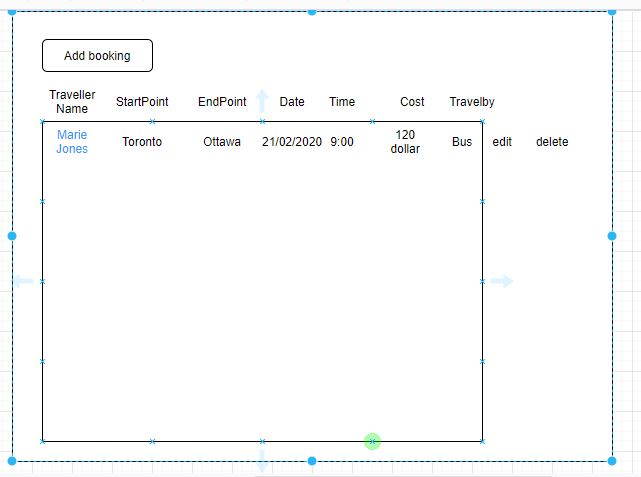 Add booking
Traveller
Name StartPoint EndPoint Date Time Cost Travelby
Marie
Jones Toronto Ottawa 21/02/2020 9:00 120
dollar Bus edit delete